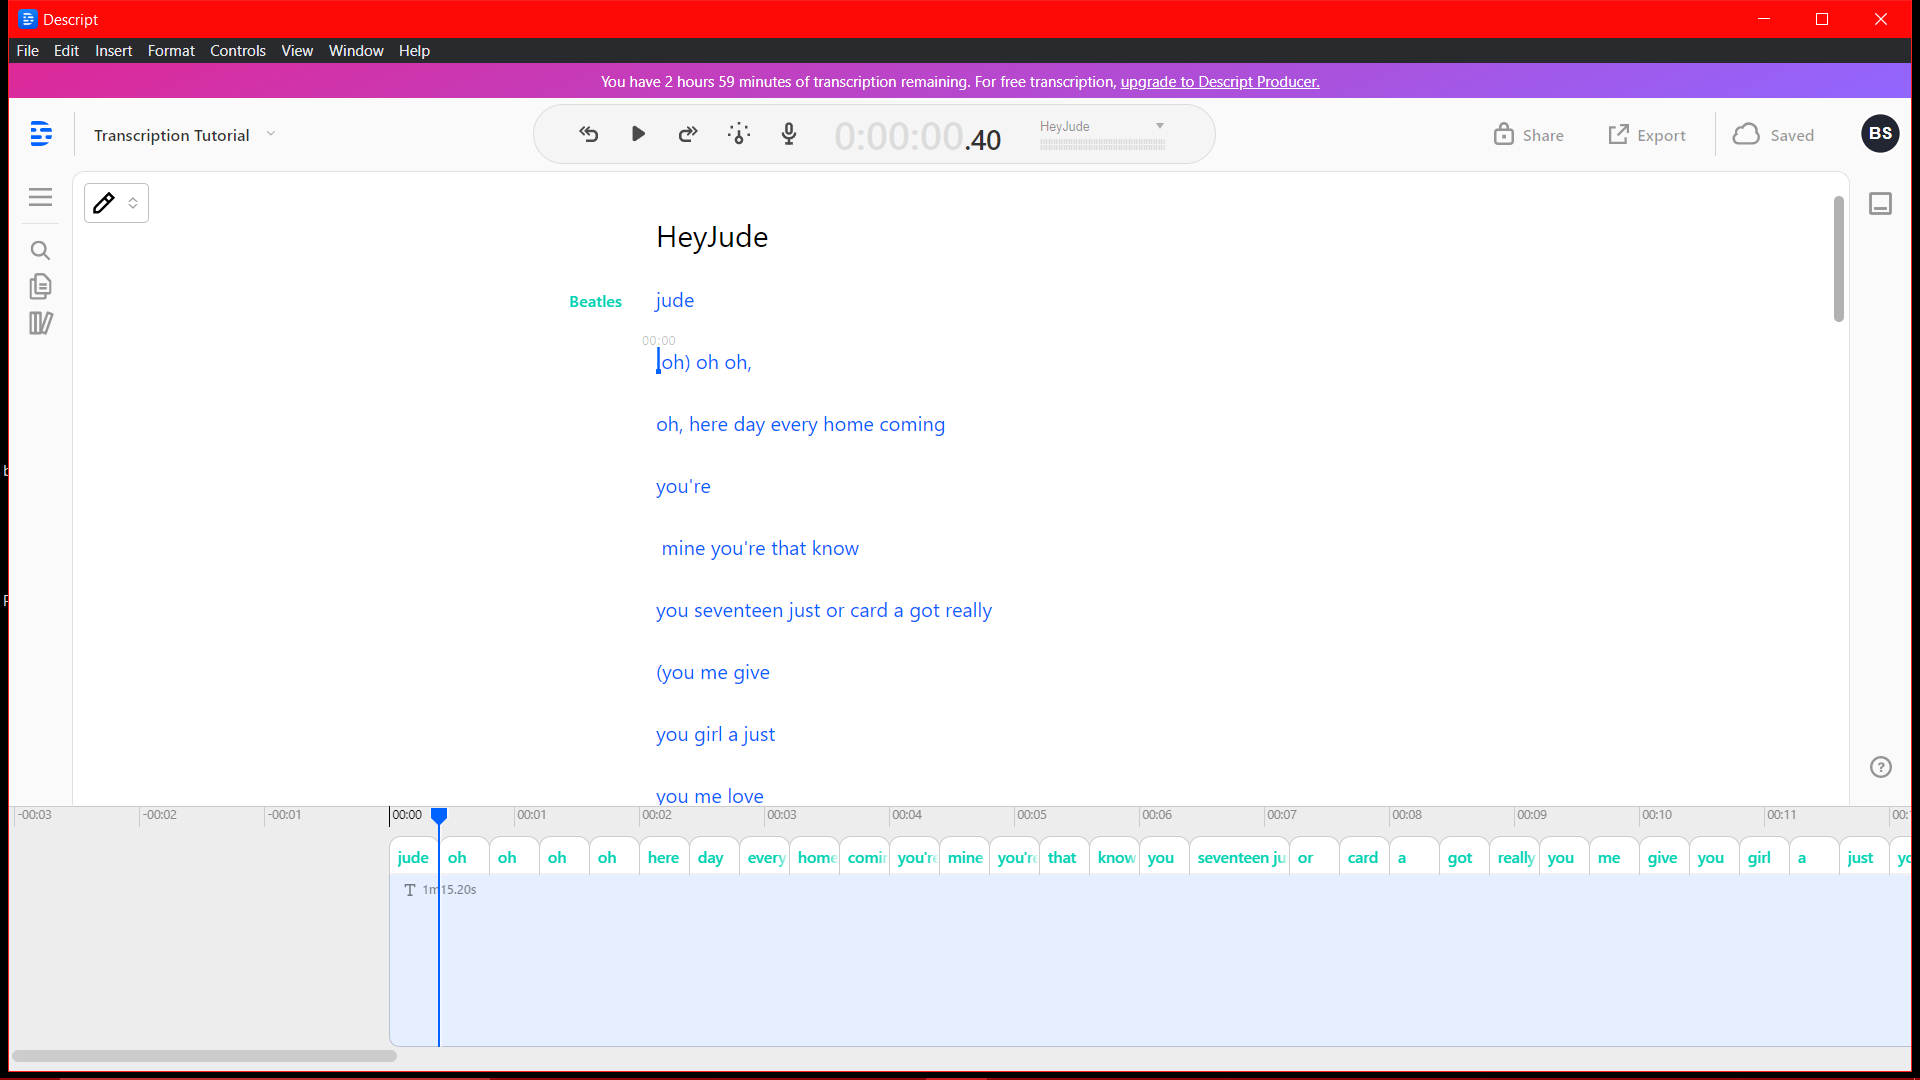 Descript
File Edit Insert Format Controls View Window Help
You have 2 hours 59 minutes of transcription remaining. For free transcription, upgrade to Descript Producer.
Transcription Tutorial
0:00:00.40
HeyJude
Share
Export
Saved
BS
HeyJude
Beatles
jude
00:00
oh) oh oh,
oh, here day every home coming
you're
mine you're that know
you seventeen just or card a got really
(you me give
you girl a just
you me love
-00:03 -00:02 -00:01 00:00 00:01 00:02 00:03 00:04 00:05 00:06 00:07 00:08 00:09 00:10 00:11 00:
jude oh oh oh oh here day every home comi you're mine you're that know you seventeen ju or card a got really you me give you girl a just yo
T 1m15.20s